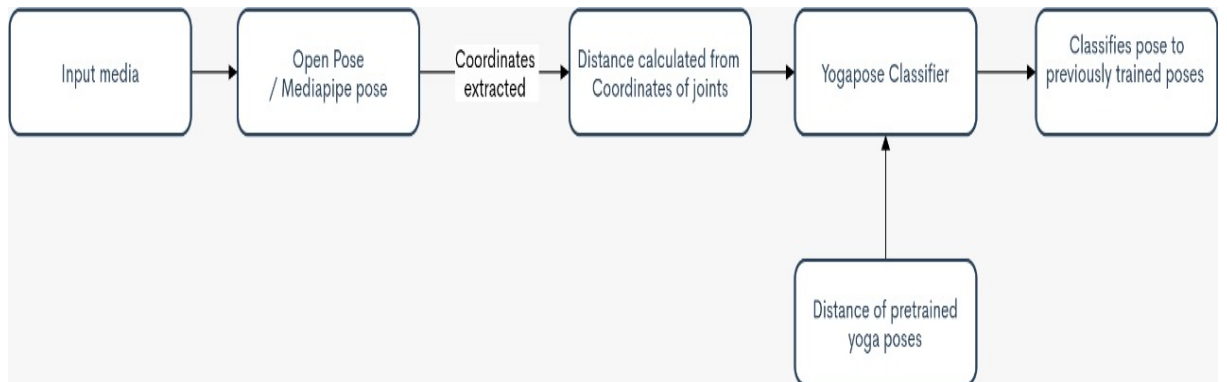 Input media
Open Pose
/ Mediapipe pose
Coordinates
extracted
Distance calculated from
Coordinates of joints
Yogapose Classifier
Classifies pose to
previously trained poses
Distance of pretrained
yoga poses